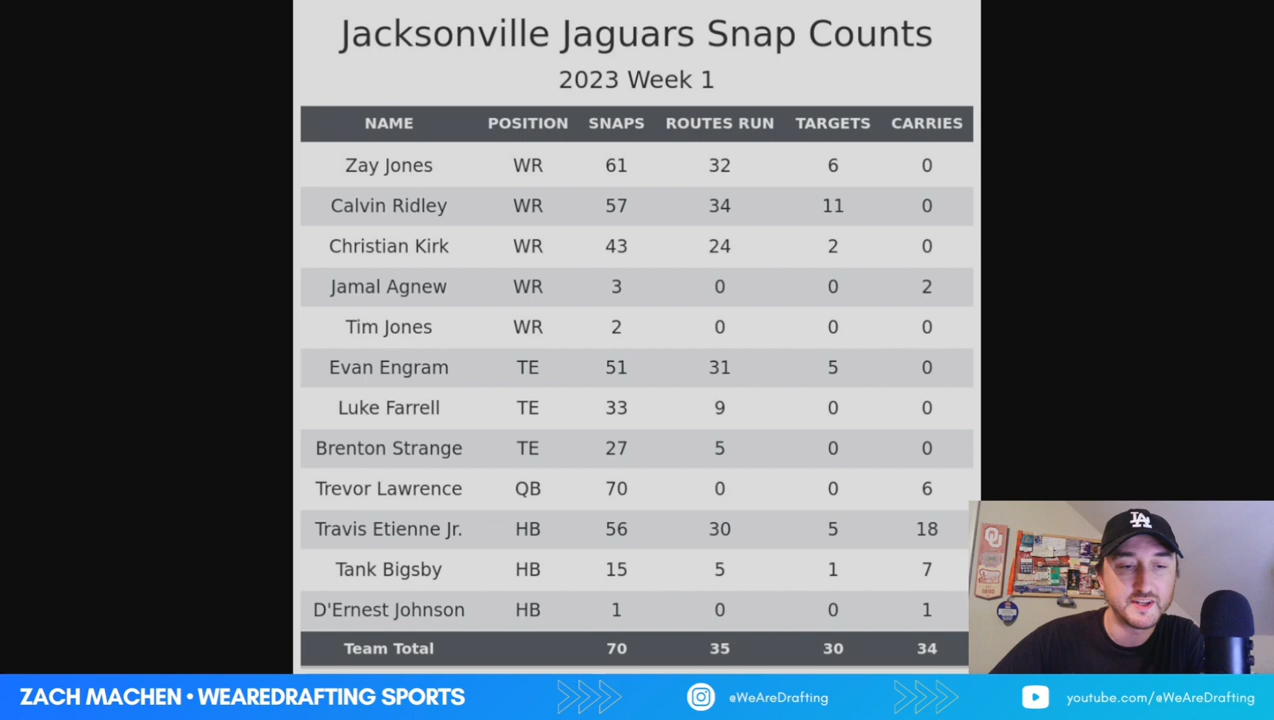 Jacksonville Jaguars Snap Counts
2023 Week 1
NAME POSITION SNAPS ROUTES RUN TARGETS CARRIES
Zay Jones WR 61 32 6 0
Calvin Ridley WR 57 34 11 0
Christian Kirk WR 43 24 2 0
Jamal Agnew WR 3 0 0 2
Tim Jones WR 2 0 0 0
Evan Engram TE 51 31 5 0
Luke Farrell TE 33 9 0 0
Brenton Strange TE 27 5 0 0
Trevor Lawrence QB 70 0 0 6
Travis Etienne Jr. HB 56 30 5 18
Tank Bigsby HB 15 5 1 7
D'Ernest Johnson HB 1 0 0 1
Team Total 70 35 30 34
LA
OU
ZACH MACHEN • WEAREDRAFTING SPORTS
@WeAreDrafting
youtube.com/@WeAreDrafting